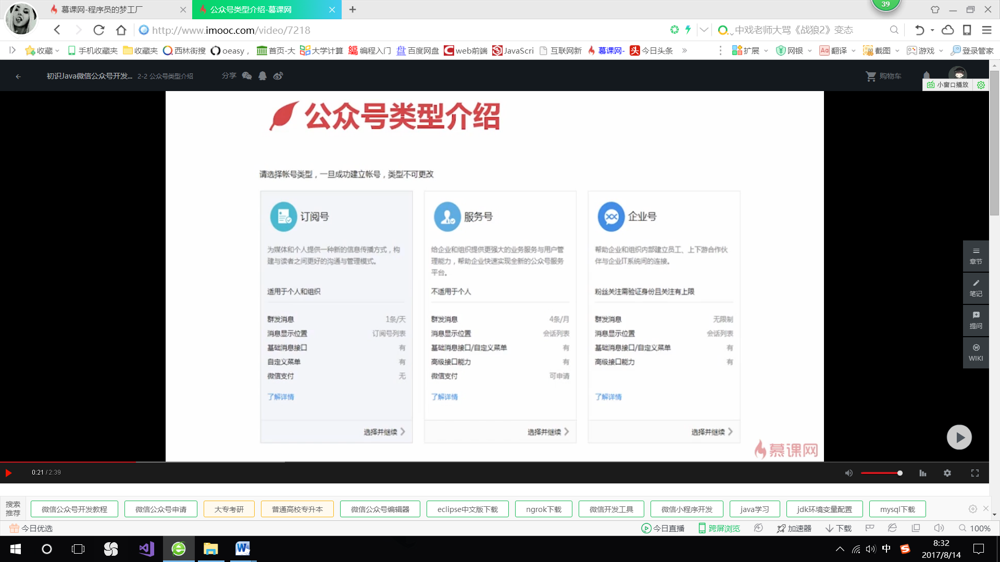 慕课网-程序员的梦工厂
公众号类型介绍-慕课网
39
http://www.imooc.com/video/7218
中戏老师大骂《战狼2》变态
收藏
手机收藏夹
收藏夹
西林街搜
oeasy ,
首页-大
大学计算
编 编程入门
盘 百度网盘
web前端
JavaScri
互联网新
慕课网-
头 今日头条
扩展
网银
Aa 翻译
截图
游戏
登录管家
初识Java微信公众号开发...
2-2 公众号类型介绍
分享
购物车
小窗口播放
公众号类型介绍
请选择帐号类型，一旦成功建立帐号，类型不可更改
订阅号
为媒体和个人提供一种新的信息传播方式，构
建与读者之间更好的沟通与管理模式。
适用于个人和组织
群发消息 1条/天
消息显示位置 订阅号列表
基础消息接口 有
自定义菜单 有
微信支付 无
了解详情
选择并继续
服务号
给企业和组织提供更强大的业务服务与用户管
理能力，帮助企业快速实现全新的公众号服务
平台。
不适用于个人
群发消息 4条/月
消息显示位置 会话列表
基础消息接口/自定义菜单 有
高级接口能力 有
微信支付 可申请
了解详情
选择并继续
企业号
帮助企业和组织内部建立员工、上下游合作伙
伴与企业IT系统间的连接。
粉丝关注需验证身份且关注有上限
群发消息 无限制
消息显示位置 会话列表
基础消息接口/自定义菜单 有
高级接口能力 有
了解详情
选择并继续
慕课网
章节
笔记
提问
WIKI
0:21 / 2:39
搜索
推荐
微信公众号开发教程
微信公众号申请
大专考研
普通高校专升本
微信公众号编辑器
eclipse中文版下载
ngrok下载
微信开发工具
微信小程序开发
java学习
jdk环境变量配置
mysql下载
今日优选
今日直播
跨屏浏览
加速器
下载
100%
中
8:32
2017/8/14